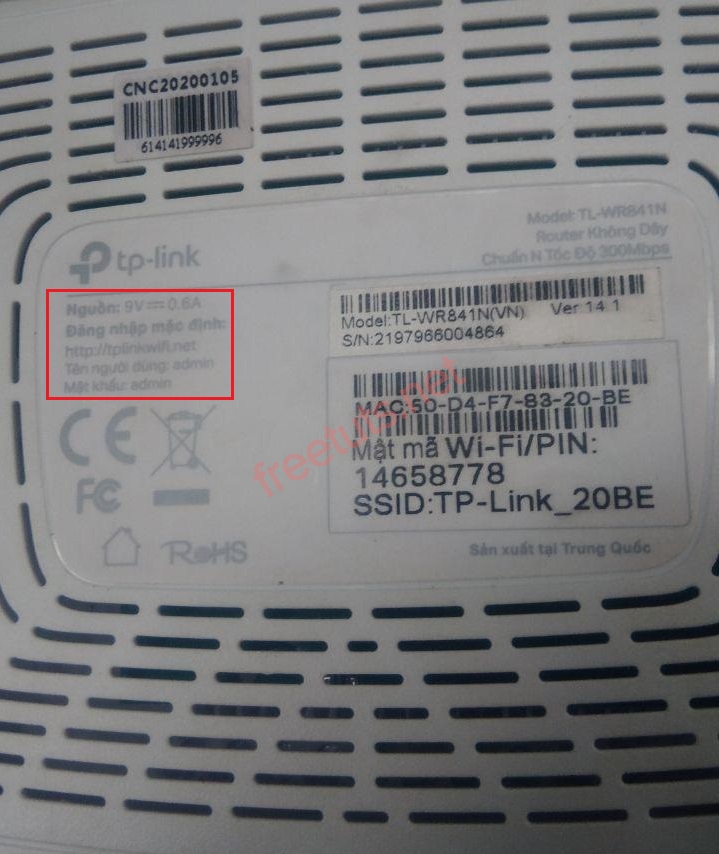 CNC20200105
614141999996
tp-link
Model: TL-WR841N
Router Không Dây
Chuẩn N Tốc Độ 300Mbps
Nguồn: 9V⎓0.6A
Đăng nhập mặc định:
http://tplinkwifi.net
Tên người dùng: admin
Mật khẩu: admin
Model:TL-WR841N(VN) Ver:14.1
S/N:2197966004864
MAC:50-D4-F7-83-20-BE
Mật mã Wi-Fi/PIN:
14658778
SSID:TP-Link_20BE
freetuts.net
CE
FC
RoHS
Sản xuất tại Trung Quốc